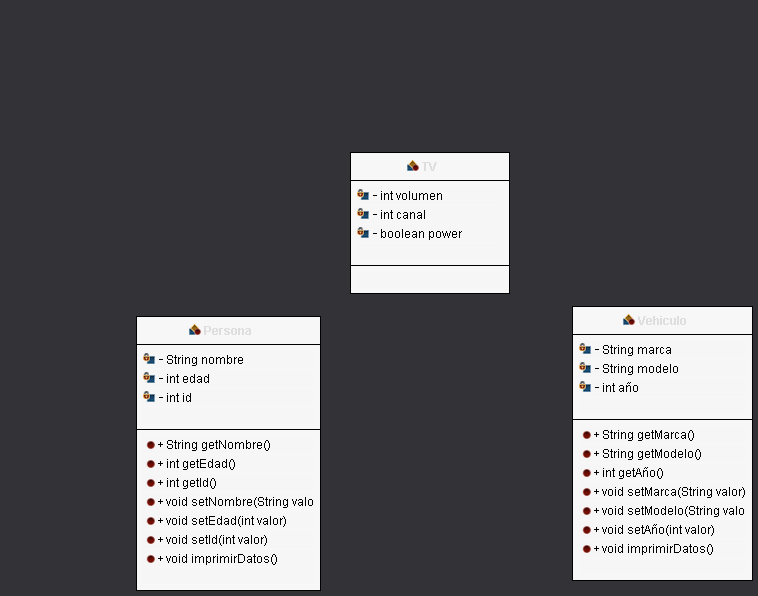 TV
- int volumen
- int canal
- boolean power
Persona
- String nombre
- int edad
- int id
+ String getNombre()
+ int getEdad()
+ int getId()
+ void setNombre(String valo
+ void setEdad(int valor)
+ void setId(int valor)
+ void imprimirDatos()
Vehiculo
- String marca
- String modelo
- int año
+ String getMarca()
+ String getModelo()
+ int getAño()
+ void setMarca(String valor)
+ void setModelo(String valo
+ void setAño(int valor)
+ void imprimirDatos()